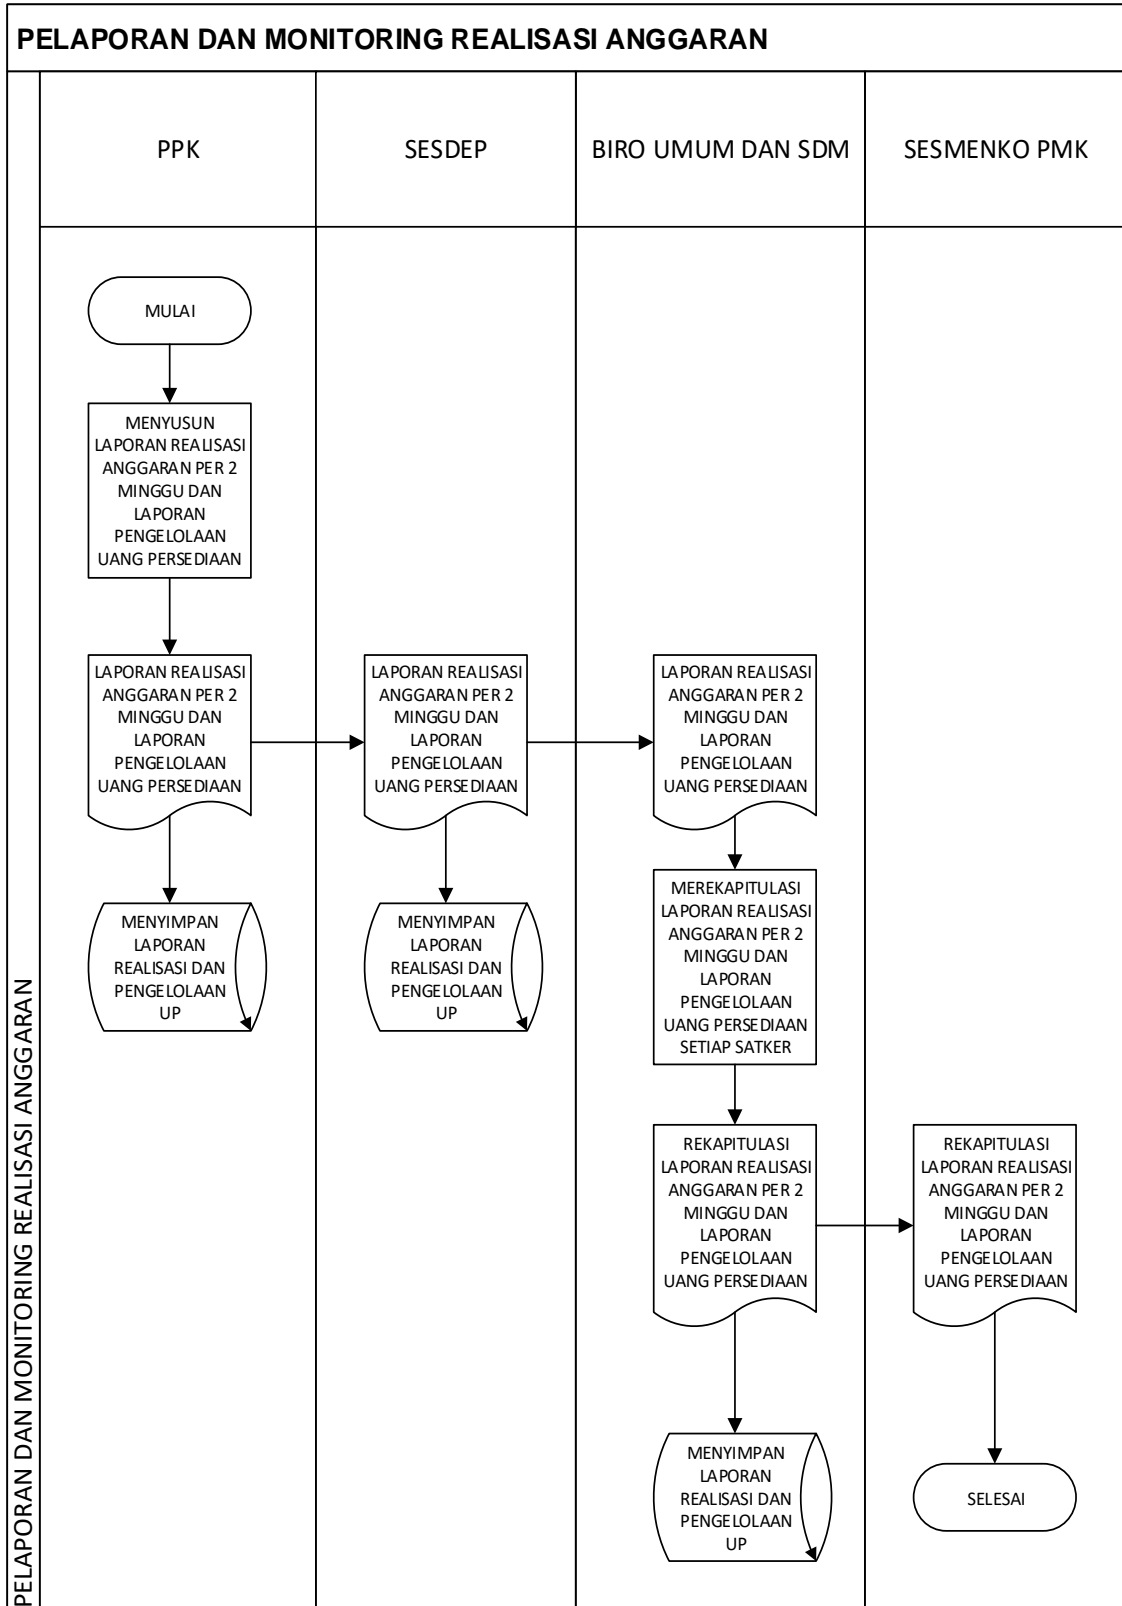 PELAPORAN DAN MONITORING REALISASI ANGGARAN
PELAPORAN DAN MONITORING REALISASI ANGGARAN
PPK
SESDEP
BIRO UMUM DAN SDM
SESMENKO PMK
MULAI
MENYUSUN
LAPORAN REALISASI
ANGGARAN PER 2
MINGGU DAN
LAPORAN
PENGELOLAAN
UANG PERSEDIAAN
LAPORAN REALISASI
ANGGARAN PER 2
MINGGU DAN
LAPORAN
PENGELOLAAN
UANG PERSEDIAAN
LAPORAN REALISASI
ANGGARAN PER 2
MINGGU DAN
LAPORAN
PENGELOLAAN
UANG PERSEDIAAN
LAPORAN REALISASI
ANGGARAN PER 2
MINGGU DAN
LAPORAN
PENGELOLAAN
UANG PERSEDIAAN
MENYIMPAN
LAPORAN
REALISASI DAN
PENGELOLAAN
UP
MENYIMPAN
LAPORAN
REALISASI DAN
PENGELOLAAN
UP
MEREKAPITULASI
LAPORAN REALISASI
ANGGARAN PER 2
MINGGU DAN
LAPORAN
PENGELOLAAN
UANG PERSEDIAAN
SETIAP SATKER
REKAPITULASI
LAPORAN REALISASI
ANGGARAN PER 2
MINGGU DAN
LAPORAN
PENGELOLAAN
UANG PERSEDIAAN
REKAPITULASI
LAPORAN REALISASI
ANGGARAN PER 2
MINGGU DAN
LAPORAN
PENGELOLAAN
UANG PERSEDIAAN
MENYIMPAN
LAPORAN
REALISASI DAN
PENGELOLAAN
UP
SELESAI